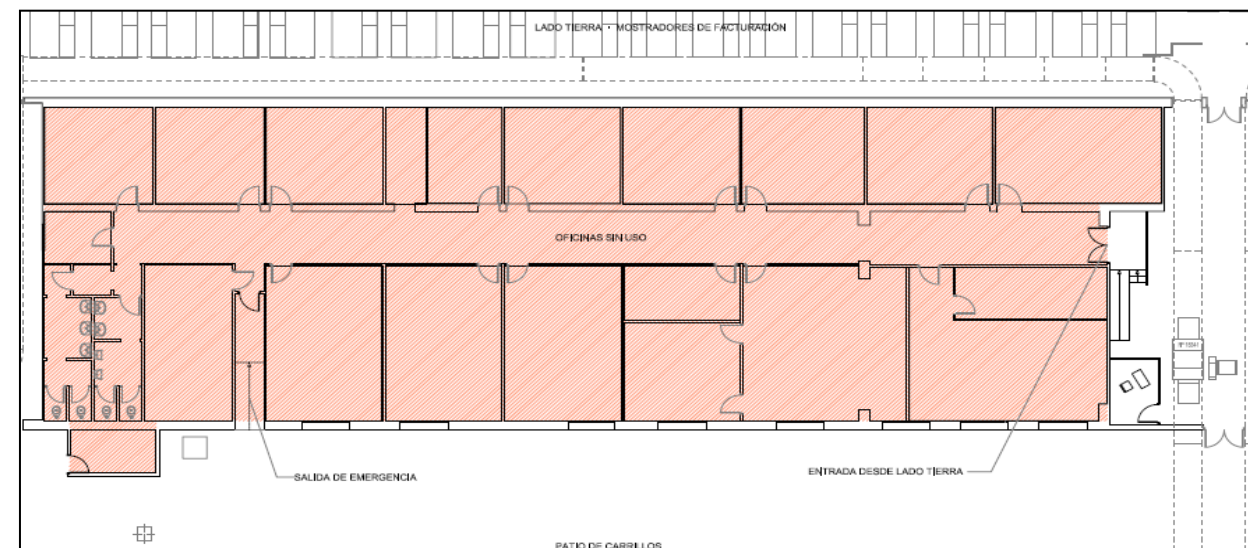 LADO TIERRA - MOSTRADORES DE FACTURACIÓN
OFICINAS SIN USO
SALIDA DE EMERGENCIA
ENTRADA DESDE LADO TIERRA
PATIO DE CARRILLOS